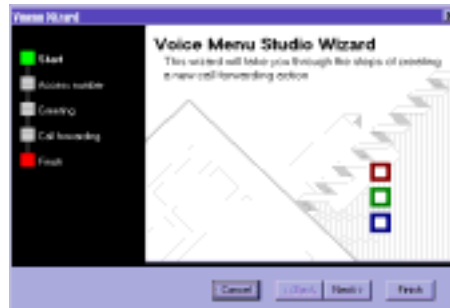 Wizard
Voice Menu Studio Wizard
This wizard will take you through the steps of creating
a new call forwarding action
Start
Access number
Greeting
Call forwarding
Finish
Cancel
< Back
Next >
Finish